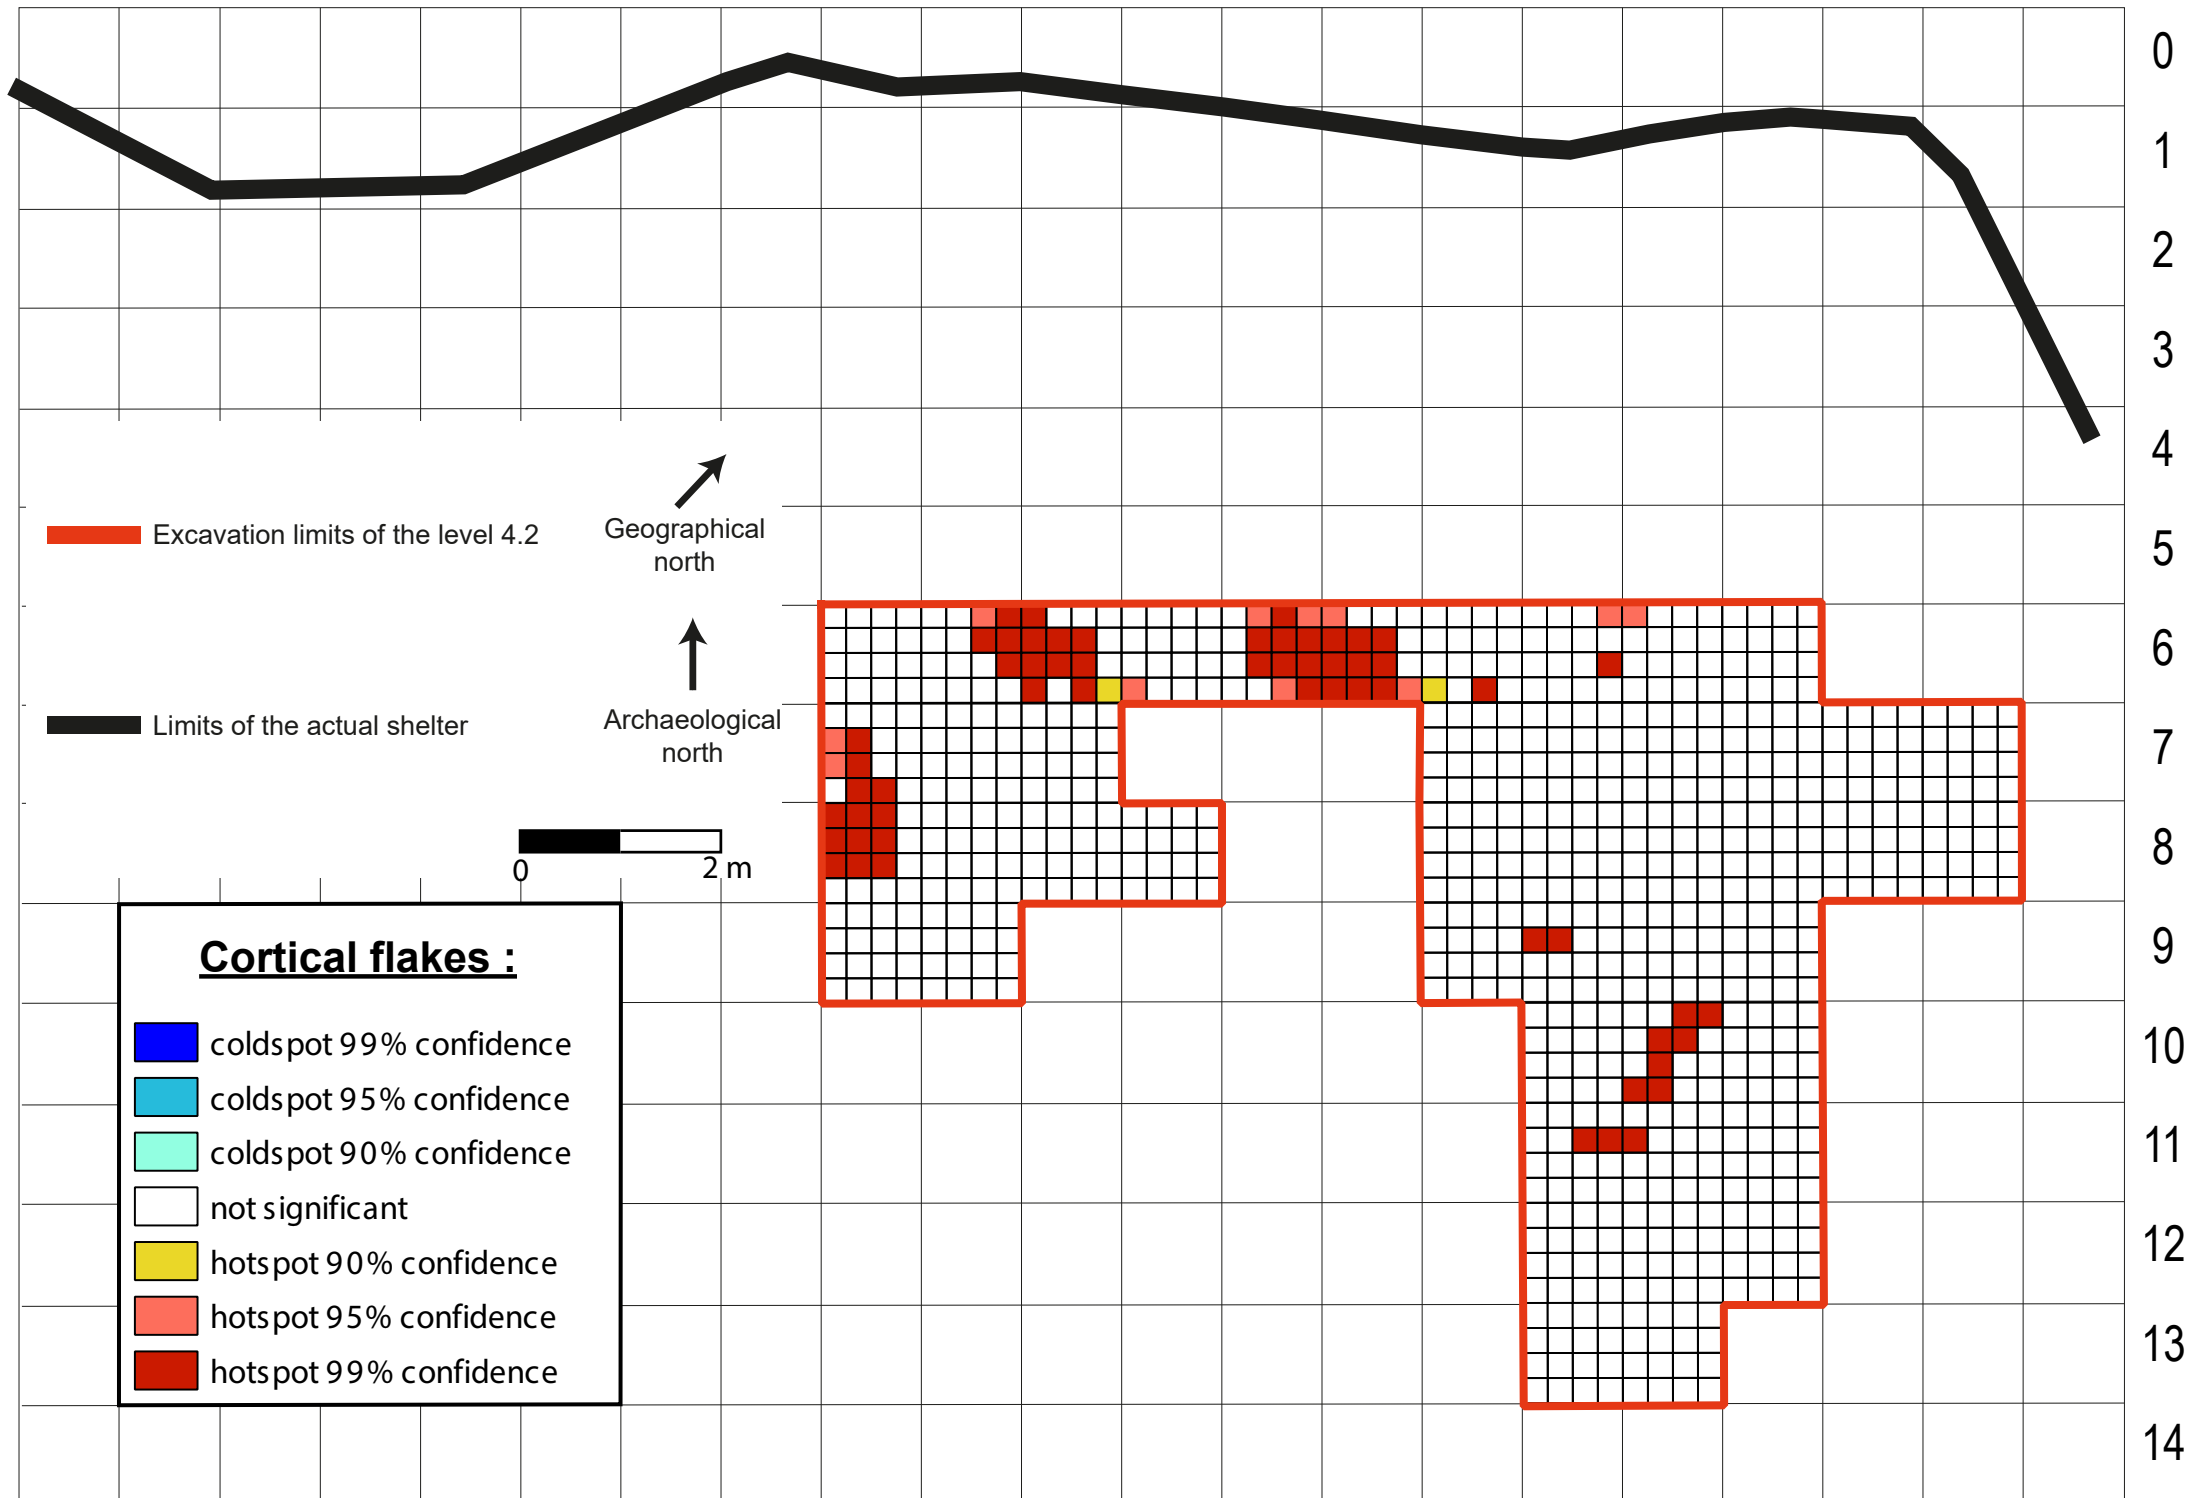 0
1
2
3
4
5
6
7
8
9
10
11
12
13
14
Excavation limits of the level 4.2
Limits of the actual shelter
Geographical
north
Archaeological
north
0
2 m
Cortical flakes :
coldspot 99% confidence
coldspot 95% confidence
coldspot 90% confidence
not significant
hotspot 90% confidence
hotspot 95% confidence
hotspot 99% confidence